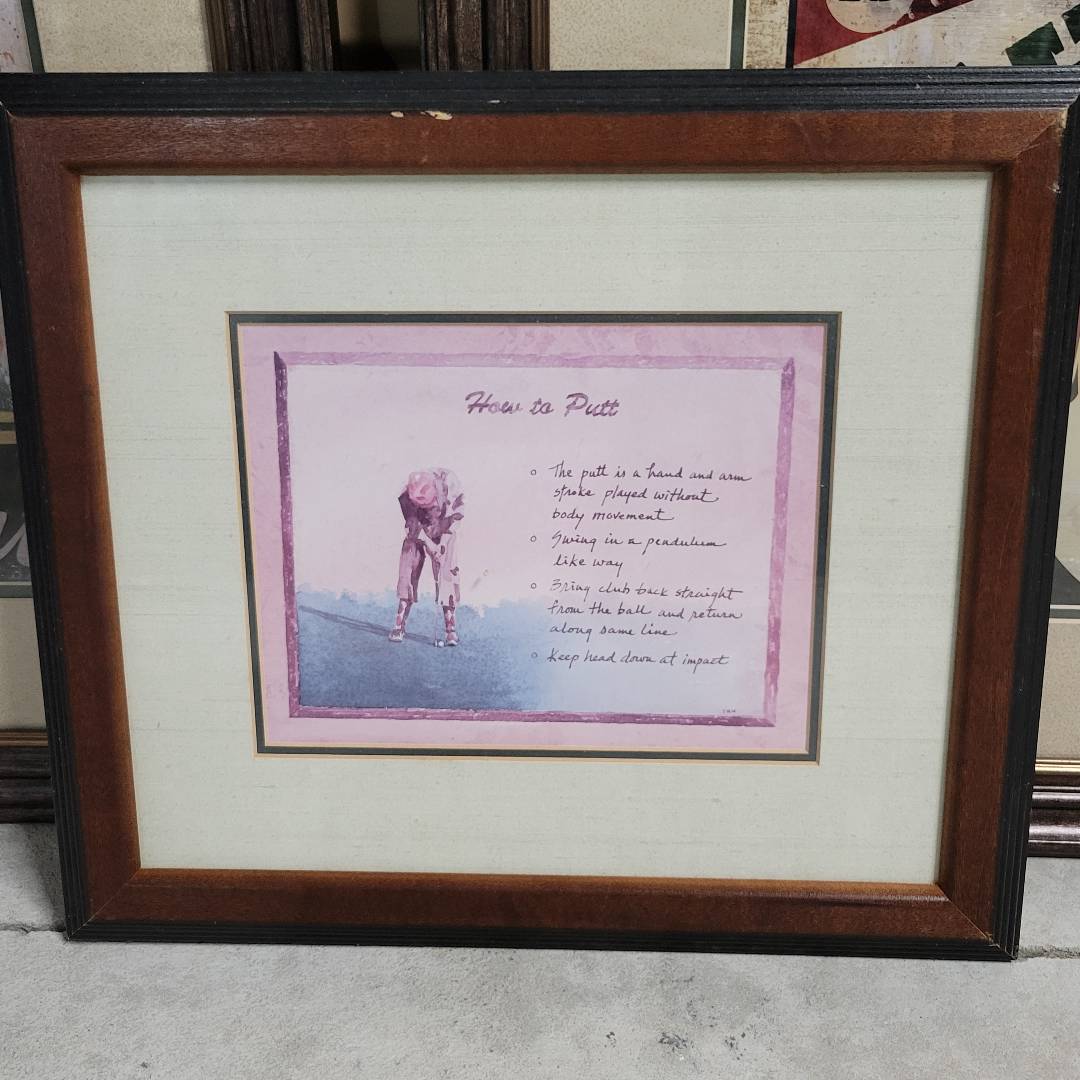 How to Putt
o The putt is a hand and arm
stroke played without
body movement
o Swing in a pendulum
like way
o Bring club back straight
from the ball and return
along same line
o Keep head down at impact